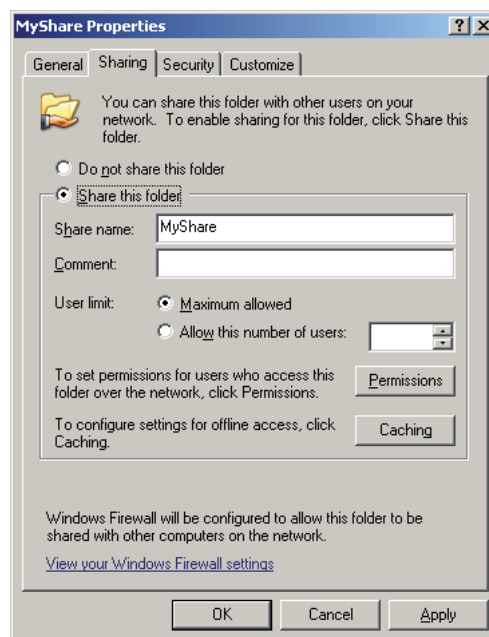 MyShare Properties ? X
General Sharing Security Customize
You can share this folder with other users on your
network. To enable sharing for this folder, click Share this
folder.
Do not share this folder
Share this folder
Share name: MyShare
Comment:
User limit: Maximum allowed
Allow this number of users:
To set permissions for users who access this
folder over the network, click Permissions.
Permissions
To configure settings for offline access, click
Caching.
Caching
Windows Firewall will be configured to allow this folder to be
shared with other computers on the network.
View your Windows Firewall settings
OK Cancel Apply